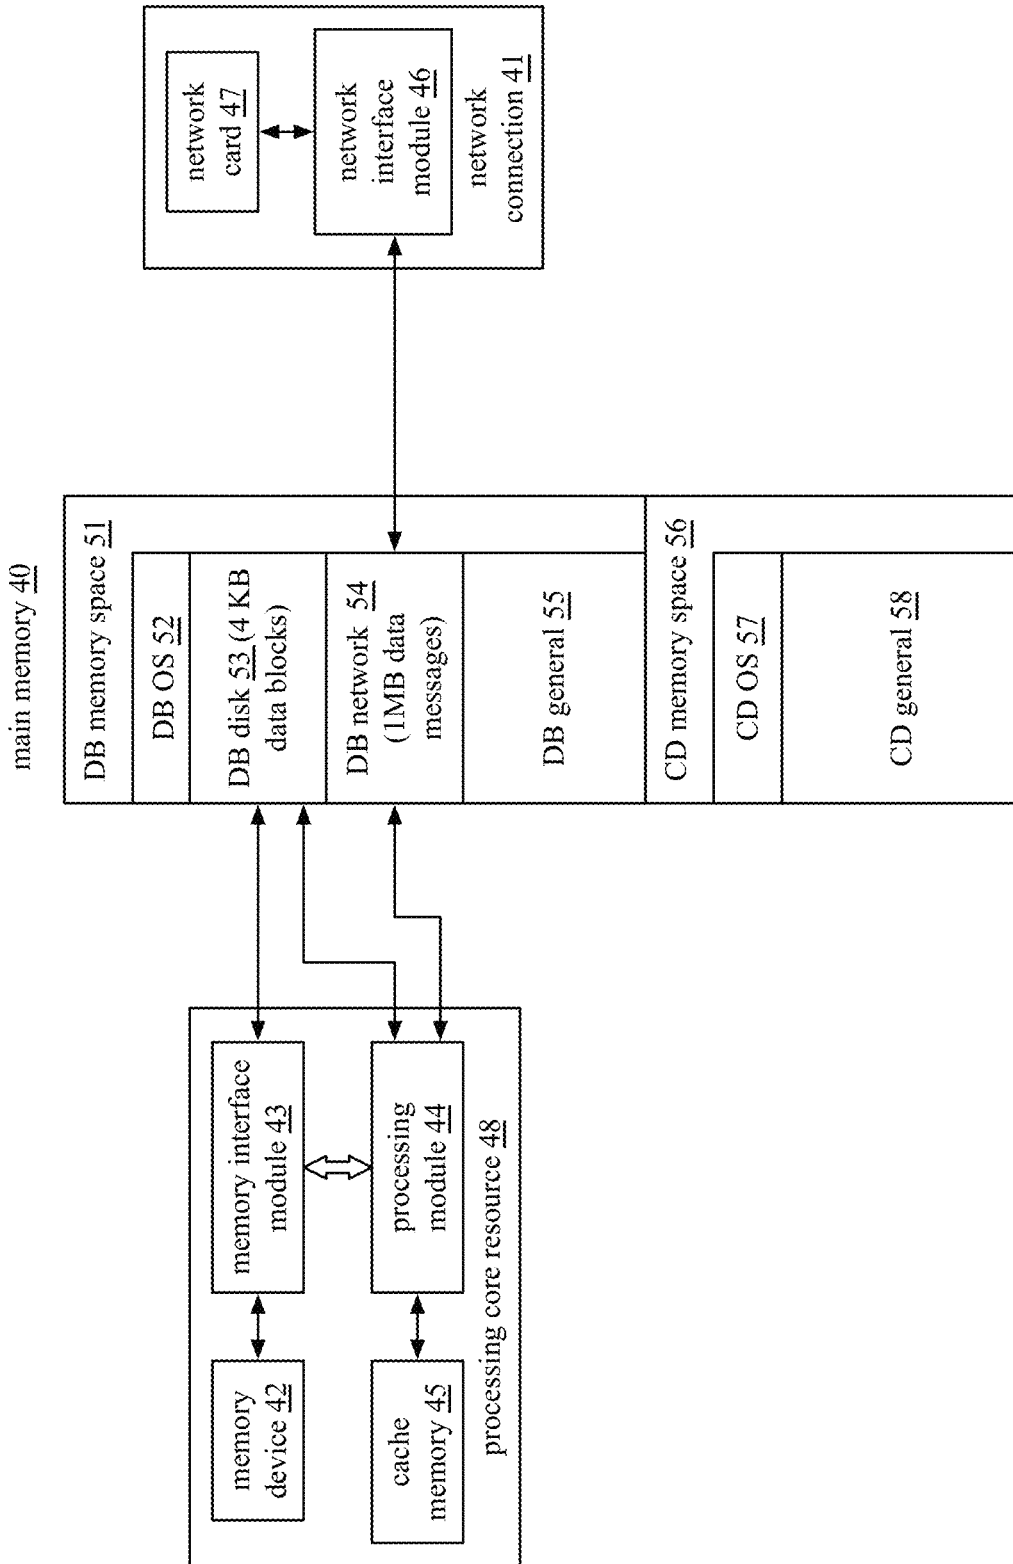 main memory 40
DB memory space 51
DB OS 52
DB disk 53 (4 KB
data blocks)
DB network 54
(1MB data
messages)
DB general 55
CD memory space 56
CD OS 57
CD general 58
memory
device 42
memory interface
module 43
cache
memory 45
processing
module 44
processing core resource 48
network
card 47
network
interface
module 46
network
connection 41